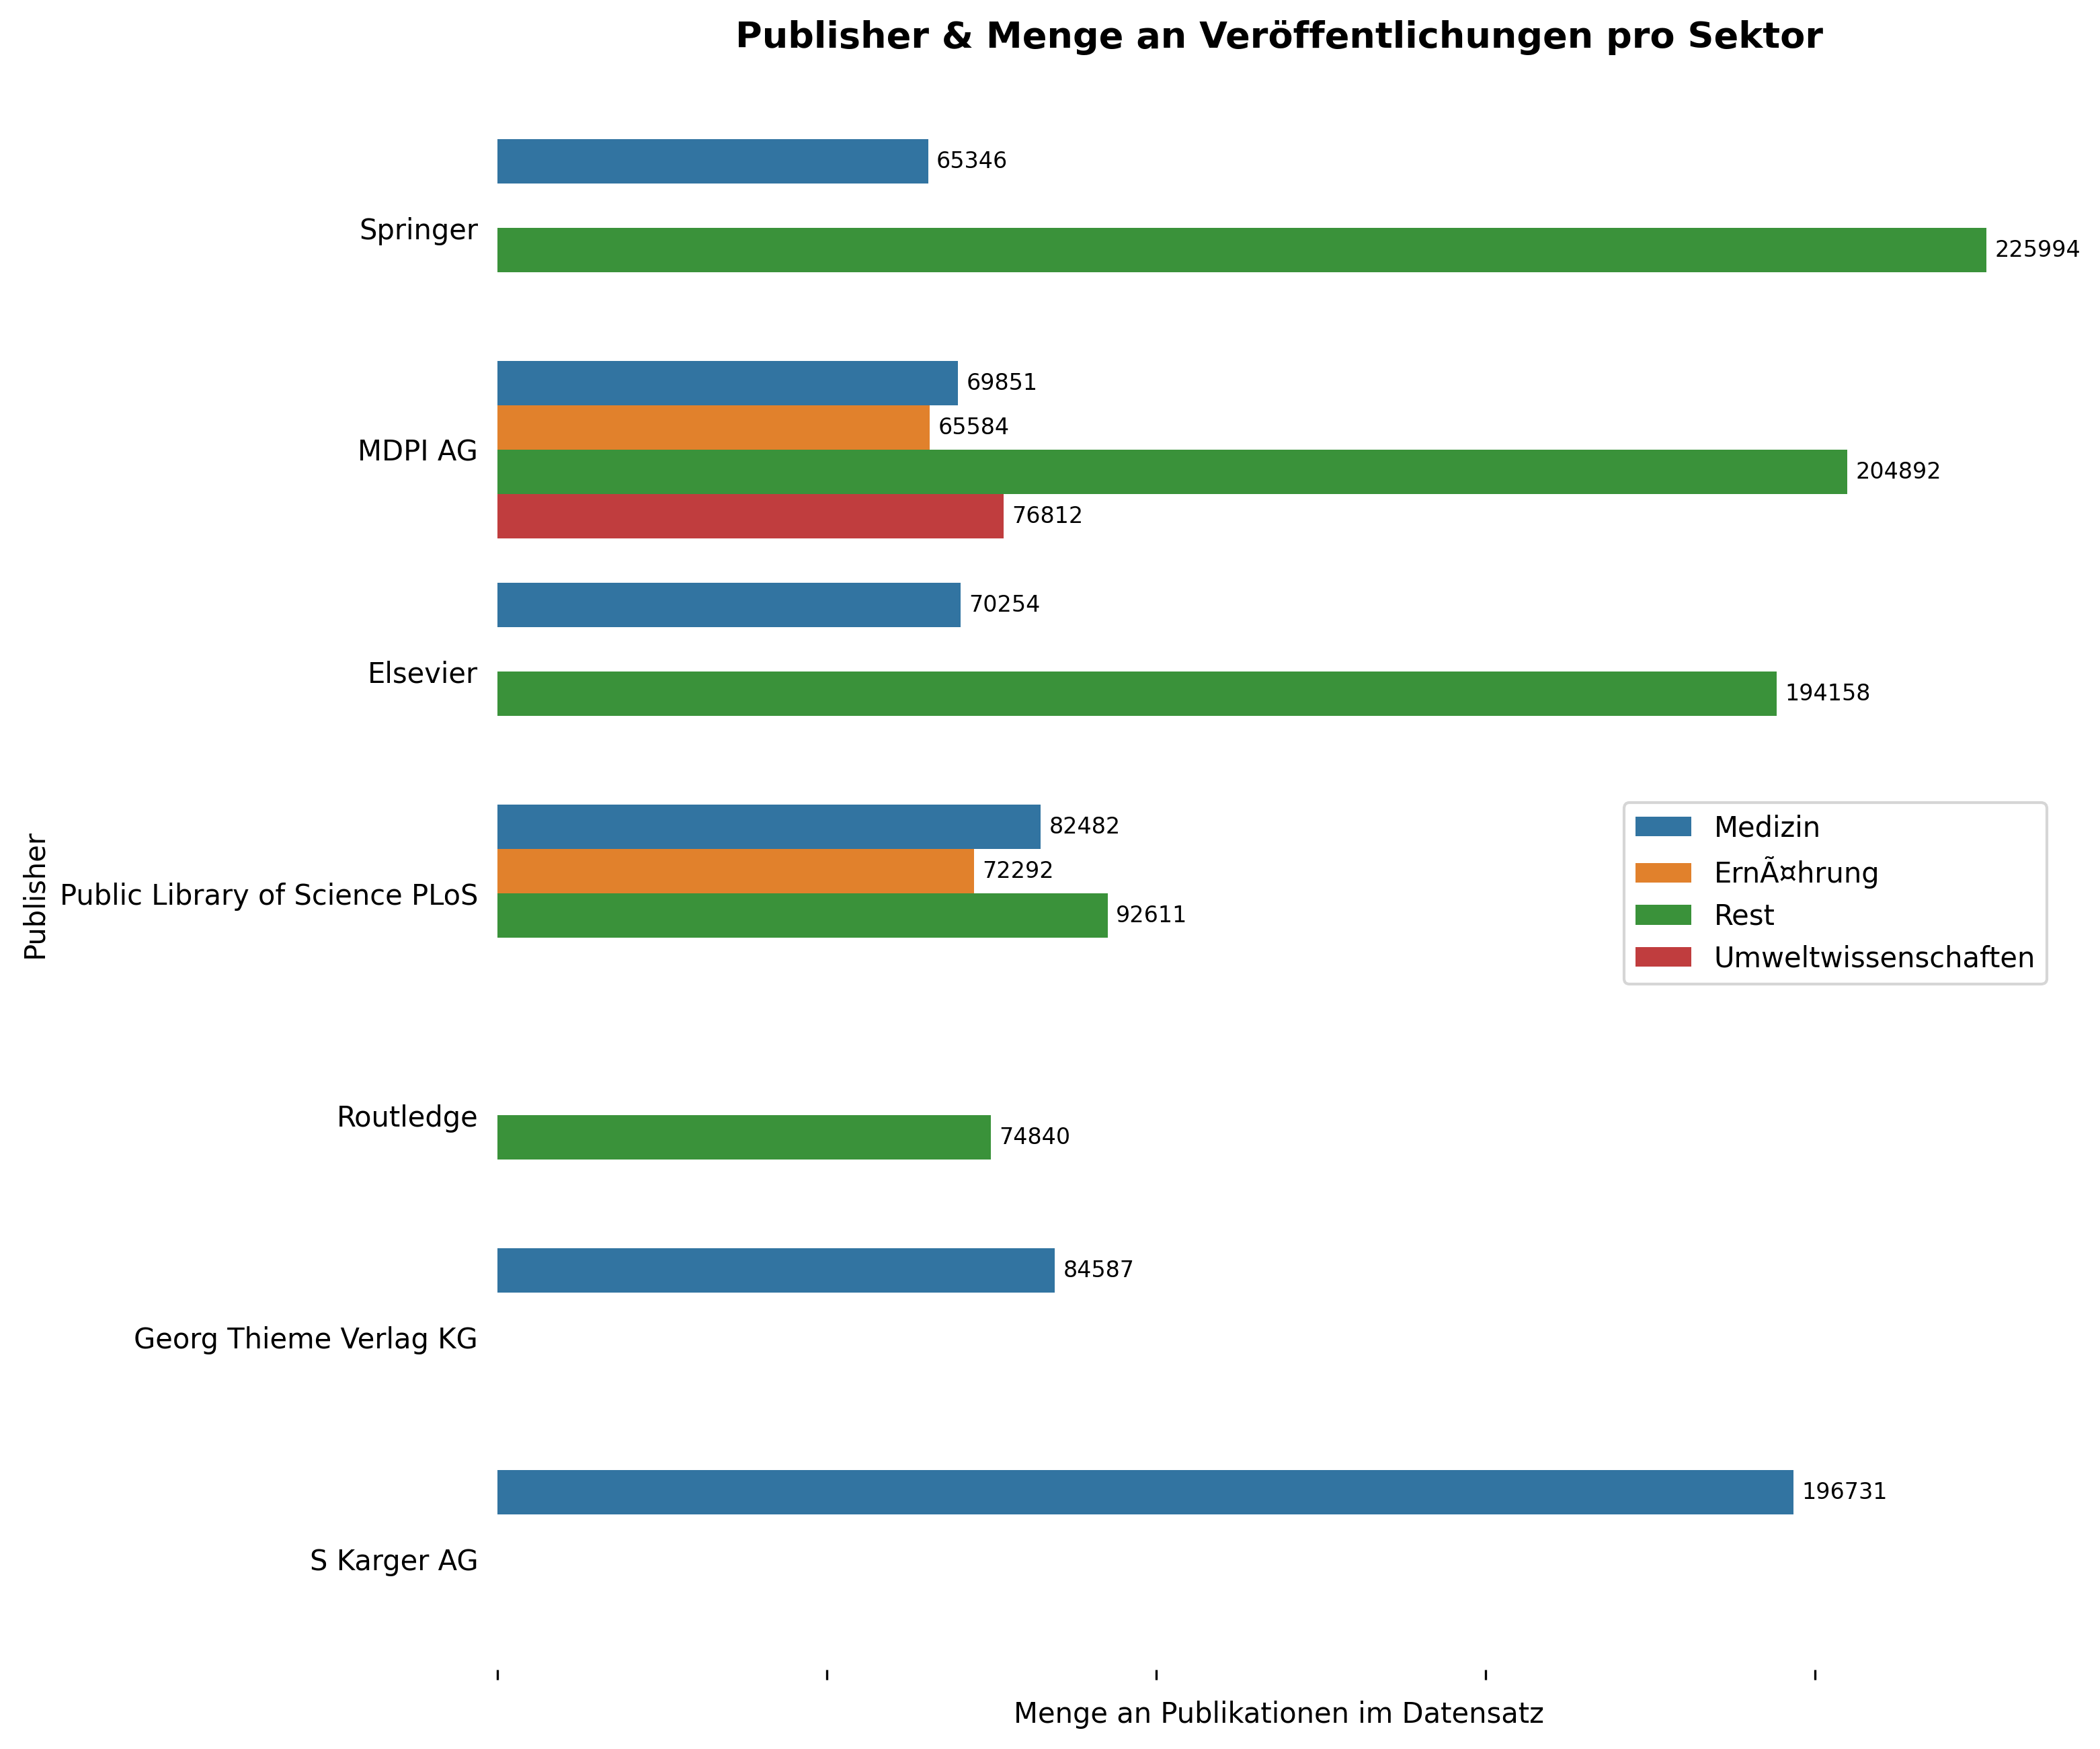 Publisher & Menge an Veröffentlichungen pro Sektor
65346
Springer
225994
69851
65584
MDPI AG
204892
76812
70254
Elsevier
194158
82482
72292
Public Library of Science PLoS
92611
Medizin
ErnÃ¤hrung
Rest
Umweltwissenschaften
Publisher
Routledge
74840
84587
Georg Thieme Verlag KG
196731
S Karger AG
Menge an Publikationen im Datensatz